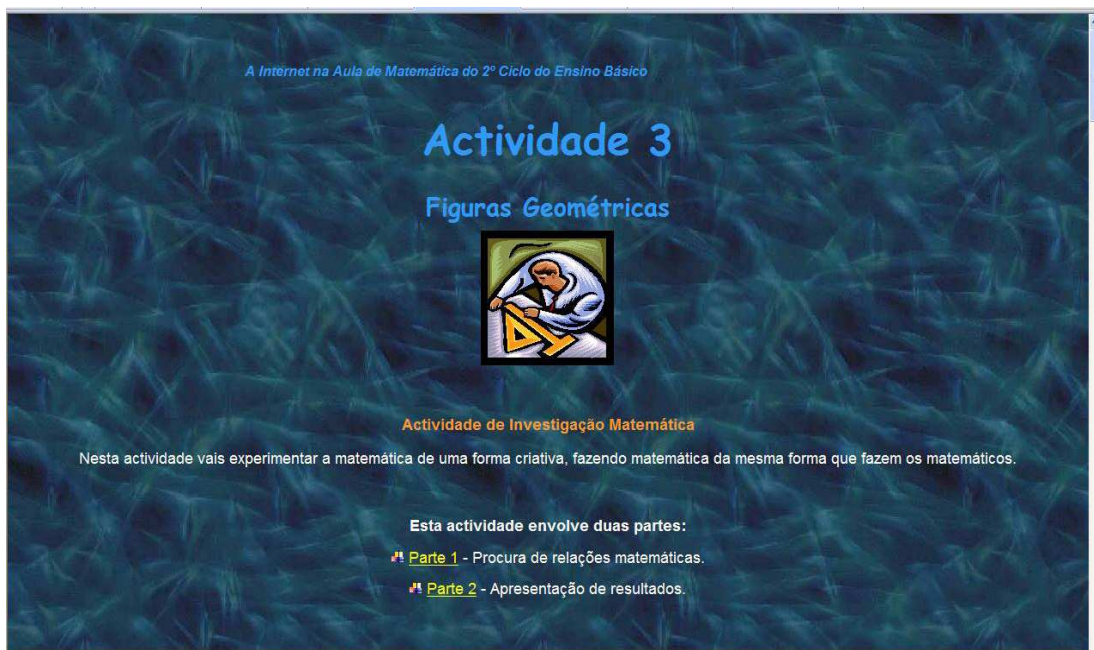 A Internet na Aula de Matemática do 2º Ciclo do Ensino Básico
Actividade 3
Figuras Geométricas
Actividade de Investigação Matemática
Nesta actividade vais experimentar a matemática de uma forma criativa, fazendo matemática da mesma forma que fazem os matemáticos.
Esta actividade envolve duas partes:
Parte 1 - Procura de relações matemáticas.
Parte 2 - Apresentação de resultados.